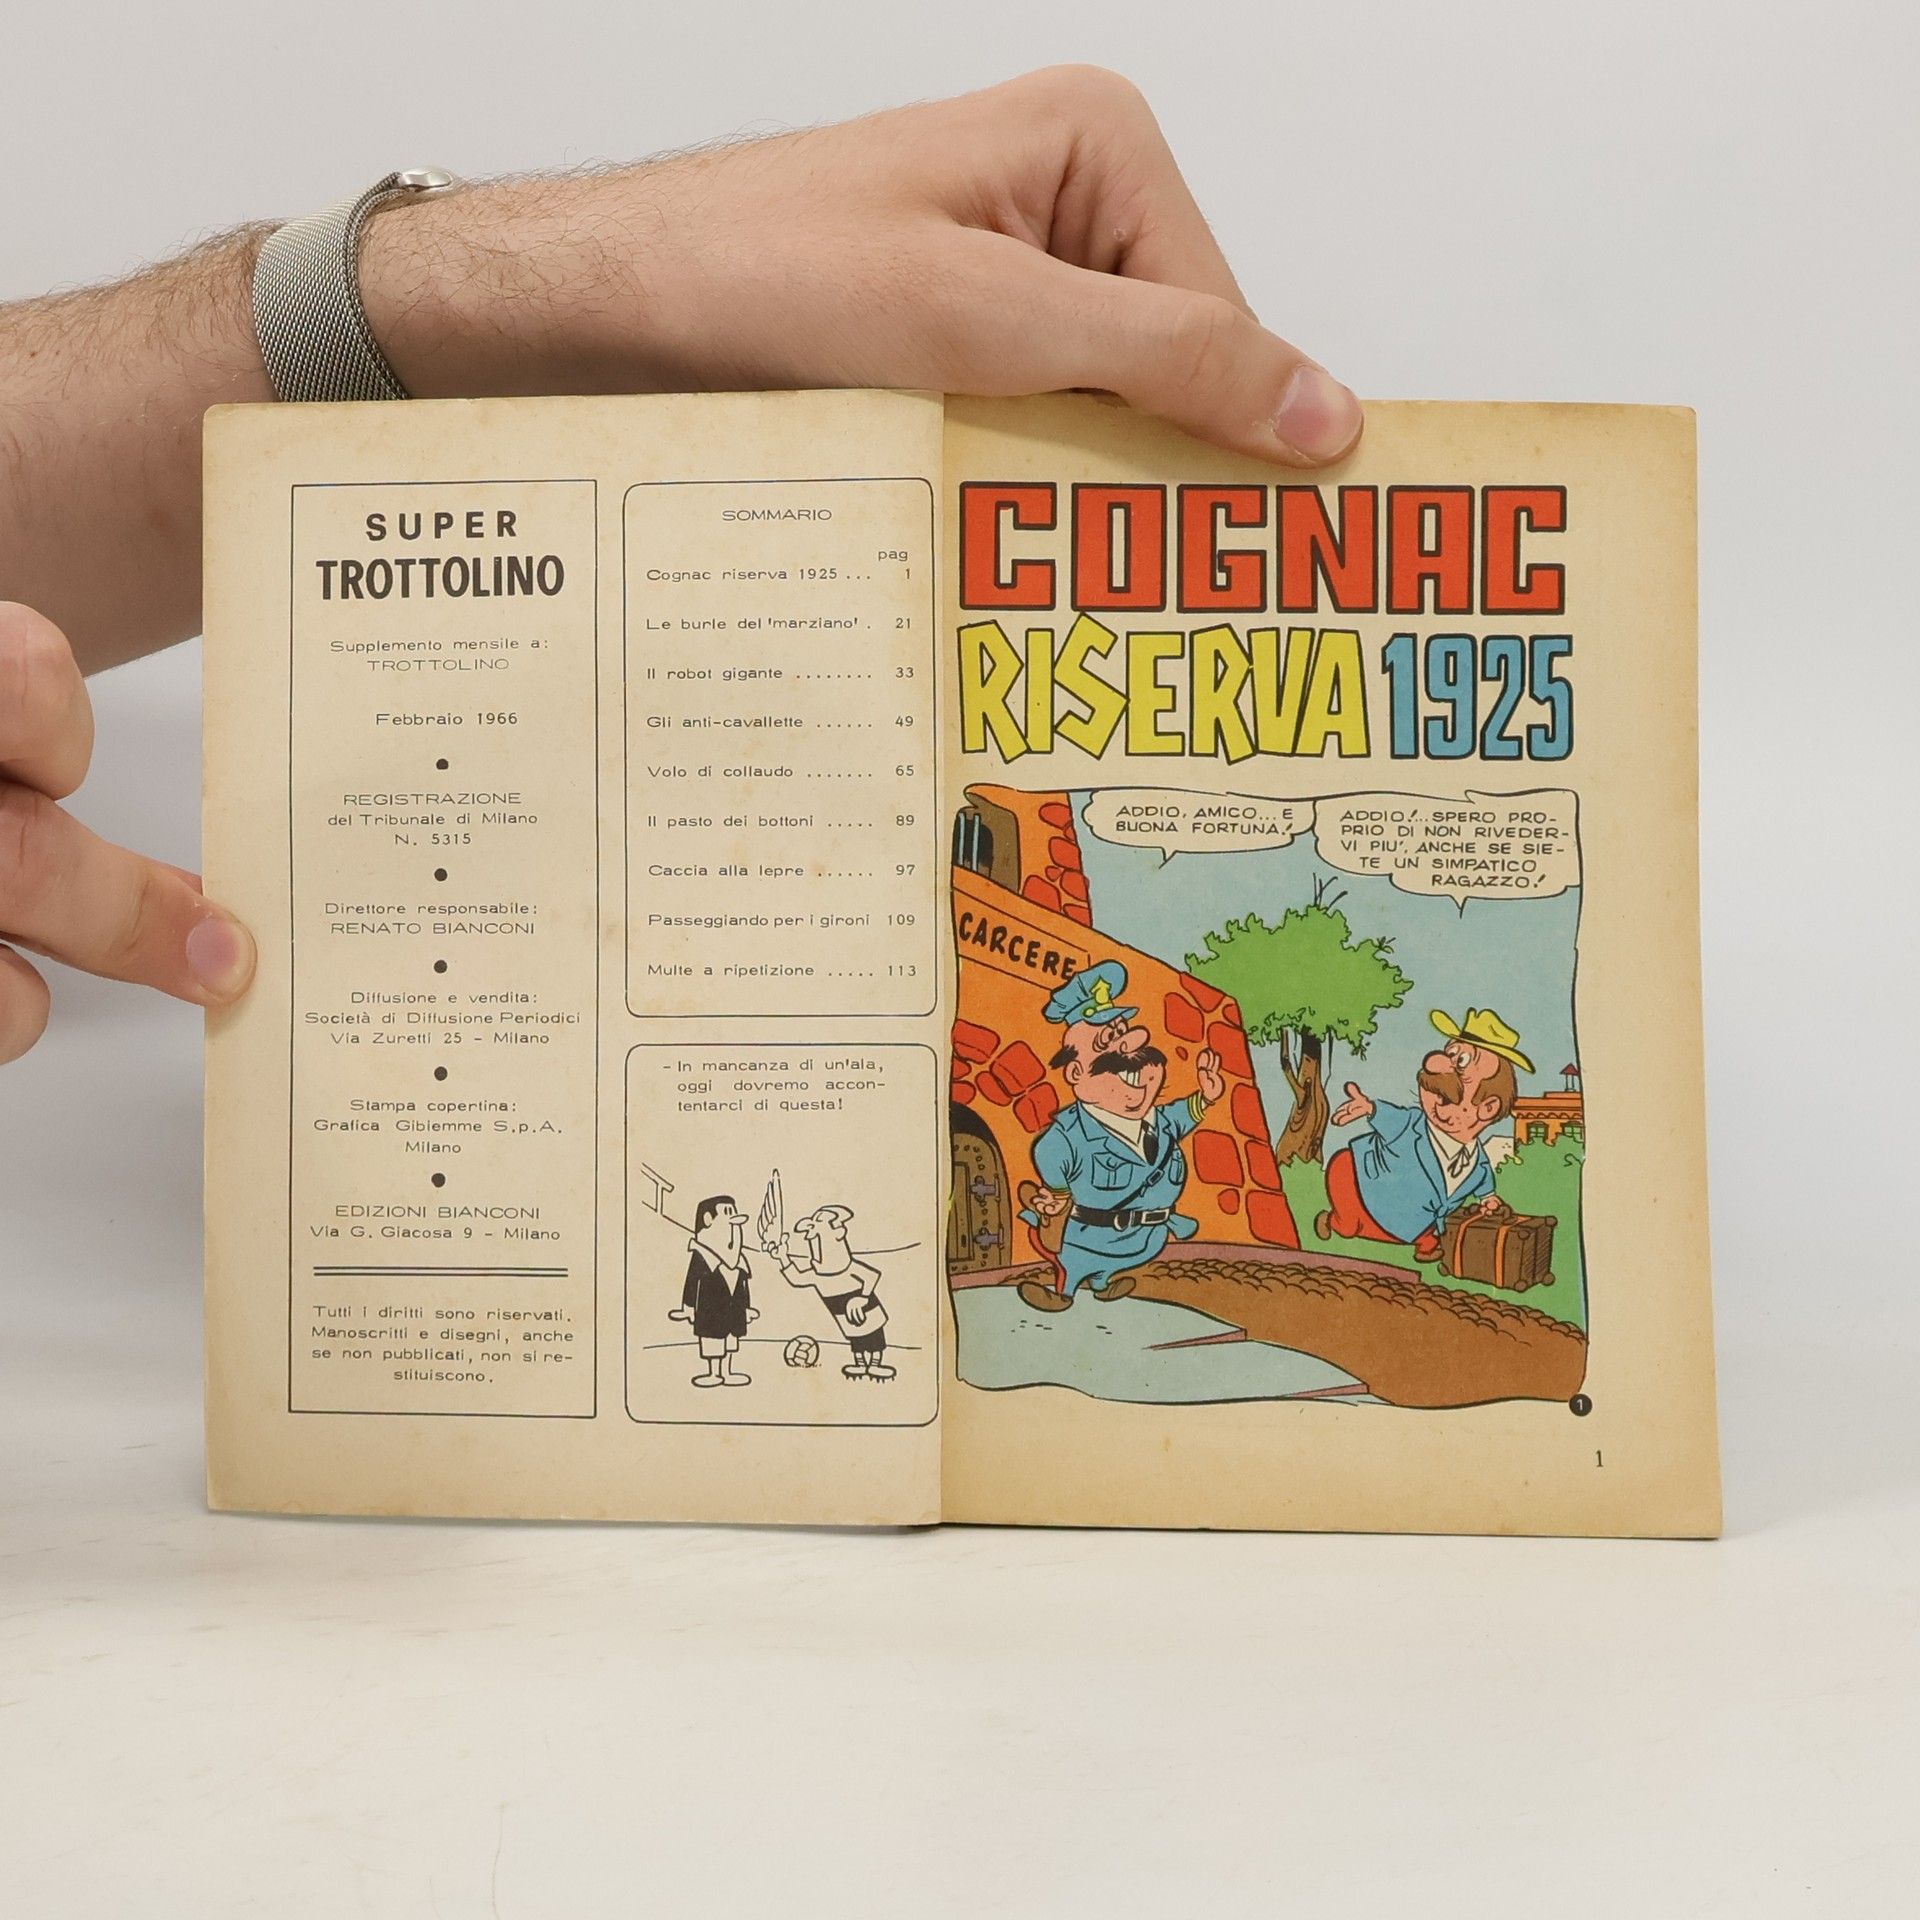 SUPER
TROTTOLINO
Supplemento mensile a:
TROTTOLINO
Febbraio 1966
REGISTRAZIONE
del Tribunale di Milano
N. 5315
Direttore responsabile:
RENATO BIANCONI
Diffusione e vendita:
Società di Diffusione Periodici
Via Zuretti 25 - Milano
Stampa copertina:
Grafica Gibiemme S.p.A.
Milano
EDIZIONI BIANCONI
Via G. Giacosa 9 - Milano
Tutti i diritti sono riservati.
Manoscritti e disegni, anche
se non pubblicati, non si re-
stituiscono.
SOMMARIO
pag
Cognac riserva 1925 ... 1
Le burle del 'marziano' . 21
Il robot gigante ........ 33
Gli anti-cavallette ...... 49
Volo di collaudo ....... 65
Il pasto dei bottoni ..... 89
Caccia alla lepre ...... 97
Passeggiando per i gironi 109
Multe a ripetizione ..... 113
- In mancanza di un'ala,
oggi dovremo accon-
tentarci di questa!
COGNAC
RISERVA 1925
ADDIO, AMICO... E
BUONA FORTUNA!
ADDIO!...SPERO PRO-
PRIO DI NON RIVEDER-
VI PIU', ANCHE SE SIE-
TE UN SIMPATICO
RAGAZZO!
CARCERE
1
1